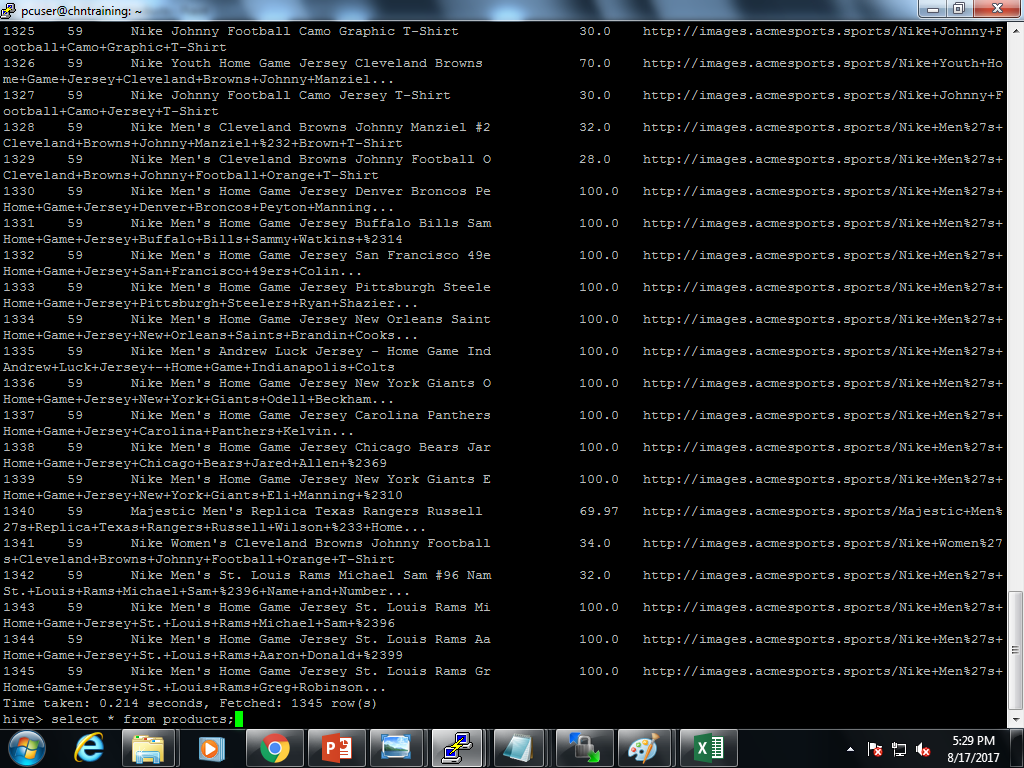 pcuser@chntraining: ~
1325 59 Nike Johnny Football Camo Graphic T-Shirt 30.0 http://images.acmesports.sports/Nike+Johnny+F
ootball+Camo+Graphic+T-Shirt
1326 59 Nike Youth Home Game Jersey Cleveland Browns 70.0 http://images.acmesports.sports/Nike+Youth+Ho
me+Game+Jersey+Cleveland+Browns+Johnny+Manziel...
1327 59 Nike Johnny Football Camo Jersey T-Shirt 30.0 http://images.acmesports.sports/Nike+Johnny+F
ootball+Camo+Jersey+T-Shirt
1328 59 Nike Men's Cleveland Browns Johnny Manziel #2 32.0 http://images.acmesports.sports/Nike+Men%27s+
Cleveland+Browns+Johnny+Manziel+%232+Brown+T-Shirt
1329 59 Nike Men's Cleveland Browns Johnny Football O 28.0 http://images.acmesports.sports/Nike+Men%27s+
Cleveland+Browns+Johnny+Football+Orange+T-Shirt
1330 59 Nike Men's Home Game Jersey Denver Broncos Pe 100.0 http://images.acmesports.sports/Nike+Men%27s+
Home+Game+Jersey+Denver+Broncos+Peyton+Manning...
1331 59 Nike Men's Home Game Jersey Buffalo Bills Sam 100.0 http://images.acmesports.sports/Nike+Men%27s+
Home+Game+Jersey+Buffalo+Bills+Sammy+Watkins+%2314
1332 59 Nike Men's Home Game Jersey San Francisco 49e 100.0 http://images.acmesports.sports/Nike+Men%27s+
Home+Game+Jersey+San+Francisco+49ers+Colin...
1333 59 Nike Men's Home Game Jersey Pittsburgh Steele 100.0 http://images.acmesports.sports/Nike+Men%27s+
Home+Game+Jersey+Pittsburgh+Steelers+Ryan+Shazier...
1334 59 Nike Men's Home Game Jersey New Orleans Saint 100.0 http://images.acmesports.sports/Nike+Men%27s+
Home+Game+Jersey+New+Orleans+Saints+Brandin+Cooks...
1335 59 Nike Men's Andrew Luck Jersey - Home Game Ind 100.0 http://images.acmesports.sports/Nike+Men%27s+
Andrew+Luck+Jersey+-+Home+Game+Indianapolis+Colts
1336 59 Nike Men's Home Game Jersey New York Giants O 100.0 http://images.acmesports.sports/Nike+Men%27s+
Home+Game+Jersey+New+York+Giants+Odell+Beckham...
1337 59 Nike Men's Home Game Jersey Carolina Panthers 100.0 http://images.acmesports.sports/Nike+Men%27s+
Home+Game+Jersey+Carolina+Panthers+Kelvin...
1338 59 Nike Men's Home Game Jersey Chicago Bears Jar 100.0 http://images.acmesports.sports/Nike+Men%27s+
Home+Game+Jersey+Chicago+Bears+Jared+Allen+%2369
1339 59 Nike Men's Home Game Jersey New York Giants E 100.0 http://images.acmesports.sports/Nike+Men%27s+
Home+Game+Jersey+New+York+Giants+Eli+Manning+%2310
1340 59 Majestic Men's Replica Texas Rangers Russell 69.97 http://images.acmesports.sports/Majestic+Men%
27s+Replica+Texas+Rangers+Russell+Wilson+%233+Home...
1341 59 Nike Women's Cleveland Browns Johnny Football 34.0 http://images.acmesports.sports/Nike+Women%27
s+Cleveland+Browns+Johnny+Football+Orange+T-Shirt
1342 59 Nike Men's St. Louis Rams Michael Sam #96 Nam 32.0 http://images.acmesports.sports/Nike+Men%27s+
St.+Louis+Rams+Michael+Sam+%2396+Name+and+Number...
1343 59 Nike Men's Home Game Jersey St. Louis Rams Mi 100.0 http://images.acmesports.sports/Nike+Men%27s+
Home+Game+Jersey+St.+Louis+Rams+Michael+Sam+%2396
1344 59 Nike Men's Home Game Jersey St. Louis Rams Aa 100.0 http://images.acmesports.sports/Nike+Men%27s+
Home+Game+Jersey+St.+Louis+Rams+Aaron+Donald+%2399
1345 59 Nike Men's Home Game Jersey St. Louis Rams Gr 100.0 http://images.acmesports.sports/Nike+Men%27s+
Home+Game+Jersey+St.+Louis+Rams+Greg+Robinson...
Time taken: 0.214 seconds, Fetched: 1345 row(s)
hive> select * from products;
5:29 PM
8/17/2017